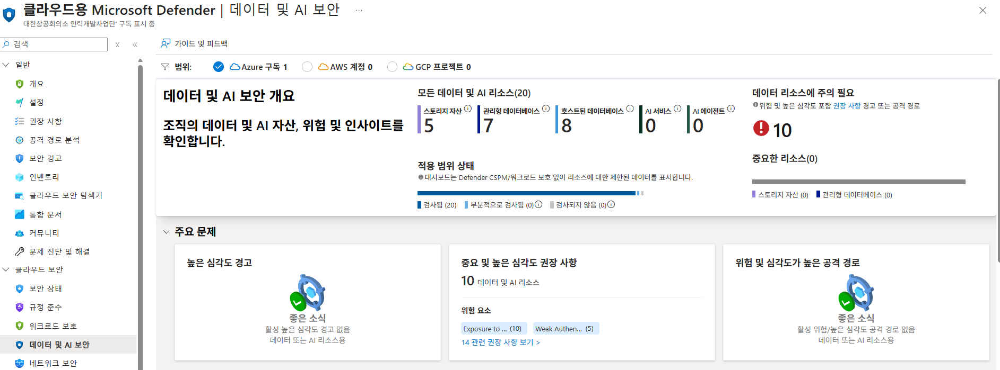 클라우드용 Microsoft Defender | 데이터 및 AI 보안 ...
대한상공회의소 인력개발사업단' 구독 표시 중
검색
일반
개요
설정
권장 사항
공격 경로 분석
보안 경고
인벤토리
클라우드 보안 탐색기
통합 문서
커뮤니티
문제 진단 및 해결
클라우드 보안
보안 상태
규정 준수
워크로드 보호
데이터 및 AI 보안
네트워크 보안
가이드 및 피드백
범위: Azure 구독 1 AWS 계정 0 GCP 프로젝트 0
데이터 및 AI 보안 개요
조직의 데이터 및 AI 자산, 위험 및 인사이트를
확인합니다.
모든 데이터 및 AI 리소스(20)
스토리지 자산 관리형 데이터베이스 호스트된 데이터베이스 AI 서비스 AI 에이전트
5 7 8 0 0
적용 범위 상태
대시보드는 Defender CSPM/워크로드 보호 없이 리소스에 대한 제한된 데이터를 표시합니다.
검사됨 (20) 부분적으로 검사됨 (0) 검사되지 않음 (0)
데이터 리소스에 주의 필요
위험 및 높은 심각도 포함 권장 사항 경고 또는 공격 경로
10
중요한 리소스(0)
스토리지 자산 (0) 관리형 데이터베이스 (0)
주요 문제
높은 심각도 경고
좋은 소식
활성 높은 심각도 경고 없음
데이터 또는 AI 리소스용
중요 및 높은 심각도 권장 사항
10 데이터 및 AI 리소스
위험 요소
Exposure to ... (10) Weak Authen... (5)
14 관련 권장 사항 보기 >
위험 및 심각도가 높은 공격 경로
좋은 소식
활성 위험/높은 심각도 공격 경로 없음
데이터 또는 AI 리소스용